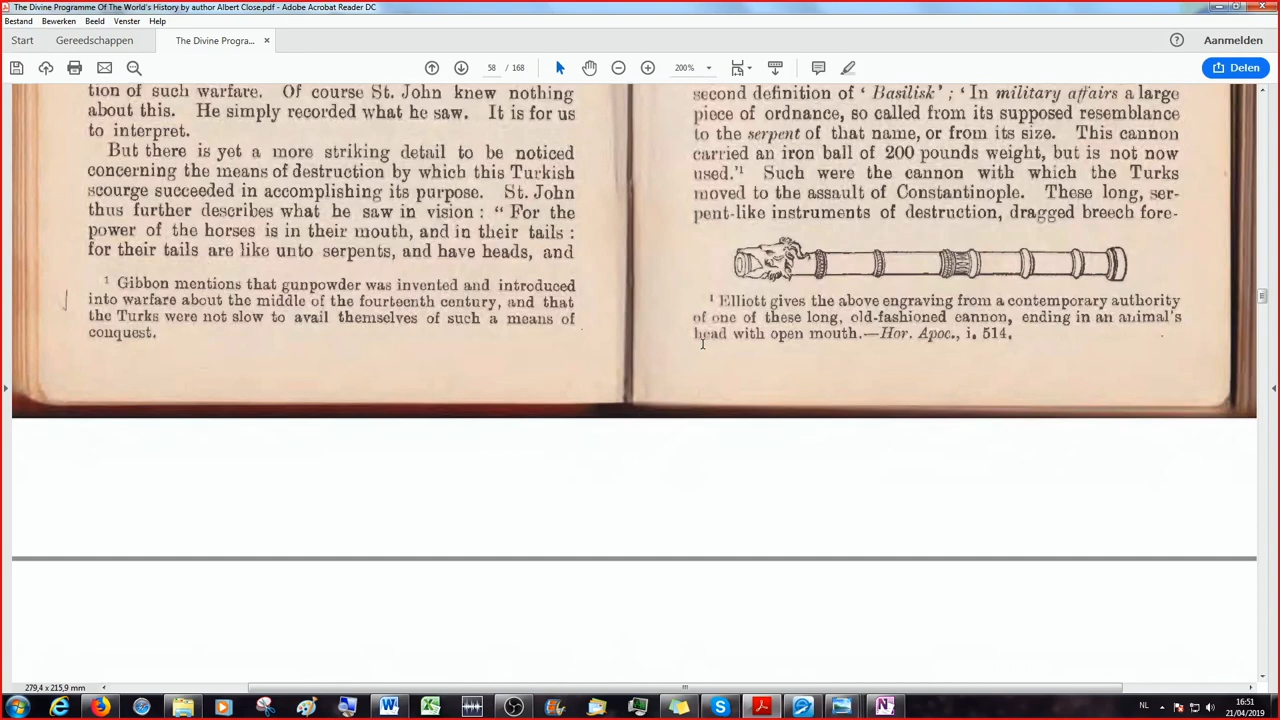 The Divine Programme Of The World's History by author Albert Close.pdf - Adobe Acrobat Reader DC
Bestand Bewerken Beeld Venster Help
Start Gereedschappen The Divine Progra... × Aanmelden
58 / 168 200% Delen
tion of such warfare. Of course St. John knew nothing
about this. He simply recorded what he saw. It is for us
to interpret.
But there is yet a more striking detail to be noticed
concerning the means of destruction by which this Turkish
scourge succeeded in accomplishing its purpose. St. John
thus further describes what he saw in vision : " For the
power of the horses is in their mouth, and in their tails :
for their tails are like unto serpents, and have heads, and
1 Gibbon mentions that gunpowder was invented and introduced
into warfare about the middle of the fourteenth century, and that
the Turks were not slow to avail themselves of such a means of
conquest.
second definition of ' Basilisk' ; ' In military affairs a large
piece of ordnance, so called from its supposed resemblance
to the serpent of that name, or from its size. This cannon
carried an iron ball of 200 pounds weight, but is not now
used.'1 Such were the cannon with which the Turks
moved to the assault of Constantinople. These long, ser-
pent-like instruments of destruction, dragged breech fore-
1 Elliott gives the above engraving from a contemporary authority
of one of these long, old-fashioned cannon, ending in an animal's
head with open mouth.—Hor. Apoc., i. 514.
279,4 x 215,9 mm
NL 16:51
21/04/2019